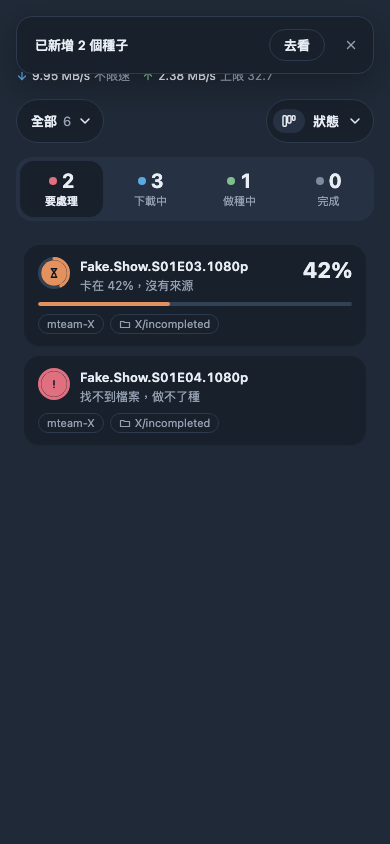 已新增 2 個種子 去看
9.95 MB/s 不限速 2.38 MB/s 上限 32.7
全部 6 狀態
2 3 1 0
要處理 下載中 做種中 完成
Fake.Show.S01E03.1080p 42%
卡在 42%，沒有來源
mteam-X X/incompleted
Fake.Show.S01E04.1080p
找不到檔案，做不了種
mteam-X X/incompleted